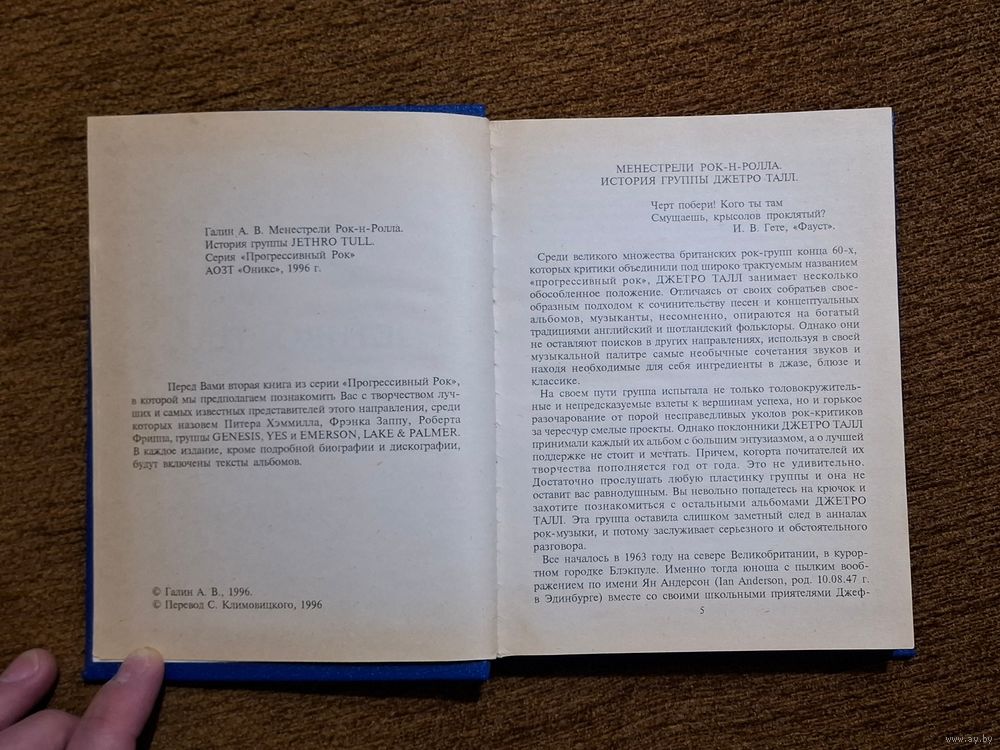 Галин А. В. Менестрели Рок-н-Ролла.
История группы JETHRO TULL.
Серия «Прогрессивный Рок»
АОЗТ «Оникс», 1996 г.
Перед Вами вторая книга из серии «Прогрессивный Рок»,
в которой мы предполагаем познакомить Вас с творчеством луч-
ших и самых известных представителей этого направления, среди
которых назовем Питера Хэммилла, Фрэнка Заппу, Роберта
Фриппа, группы GENESIS, YES и EMERSON, LAKE & PALMER.
В каждое издание, кроме подробной биографии и дискографии,
будут включены тексты альбомов.
© Галин А. В., 1996.
© Перевод С. Климовицкого, 1996
МЕНЕСТРЕЛИ РОК-Н-РОЛЛА.
ИСТОРИЯ ГРУППЫ ДЖЕТРО ТАЛЛ.
Черт побери! Кого ты там
Смущаешь, крысолов проклятый?
И. В. Гете, «Фауст».
Среди великого множества британских рок-групп конца 60-х,
которых критики объединили под широко трактуемым названием
«прогрессивный рок», ДЖЕТРО ТАЛЛ занимает несколько
обособленное положение. Отличаясь от своих собратьев свое-
образным подходом к сочинительству песен и концептуальных
альбомов, музыканты, несомненно, опираются на богатый
традициями английский и шотландский фольклоры. Однако они
не оставляют поисков в других направлениях, используя в своей
музыкальной палитре самые необычные сочетания звуков и
находя необходимые для себя ингредиенты в джазе, блюзе и
классике.
На своем пути группа испытала не только головокружитель-
ные и непредсказуемые взлеты к вершинам успеха, но и горькое
разочарование от порой несправедливых уколов рок-критиков
за чересчур смелые проекты. Однако поклонники ДЖЕТРО ТАЛЛ
принимали каждый их альбом с большим энтузиазмом, а о лучшей
поддержке не стоит и мечтать. Причем, когорта почитателей их
творчества пополняется год от года. Это не удивительно.
Достаточно прослушать любую пластинку группы и она не
оставит вас равнодушным. Вы невольно попадетесь на крючок и
захотите познакомиться с остальными альбомами ДЖЕТРО
ТАЛЛ. Эта группа оставила слишком заметный след в анналах
рок-музыки, и потому заслуживает серьезного и обстоятельного
разговора.
Все началось в 1963 году на севере Великобритании, в курор-
тном городке Блэкпуле. Именно тогда юноша с пылким вооб-
ражением по имени Ян Андерсон (Ian Anderson, род. 10.08.47 г.
в Эдинбурге) вместе со своими школьными приятелями Джеф-
5
www.ay.by